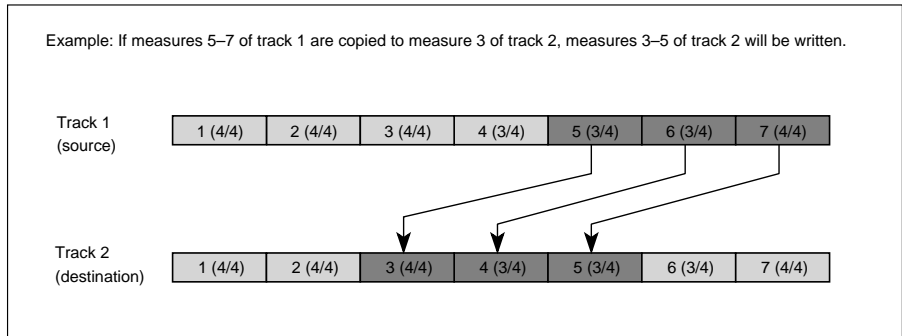 Example: If measures 5–7 of track 1 are copied to measure 3 of track 2, measures 3–5 of track 2 will be written.
Track 1
(source)
1 (4/4) 2 (4/4) 3 (4/4) 4 (3/4) 5 (3/4) 6 (3/4) 7 (4/4)
Track 2
(destination)
1 (4/4) 2 (4/4) 3 (4/4) 4 (3/4) 5 (3/4) 6 (3/4) 7 (4/4)